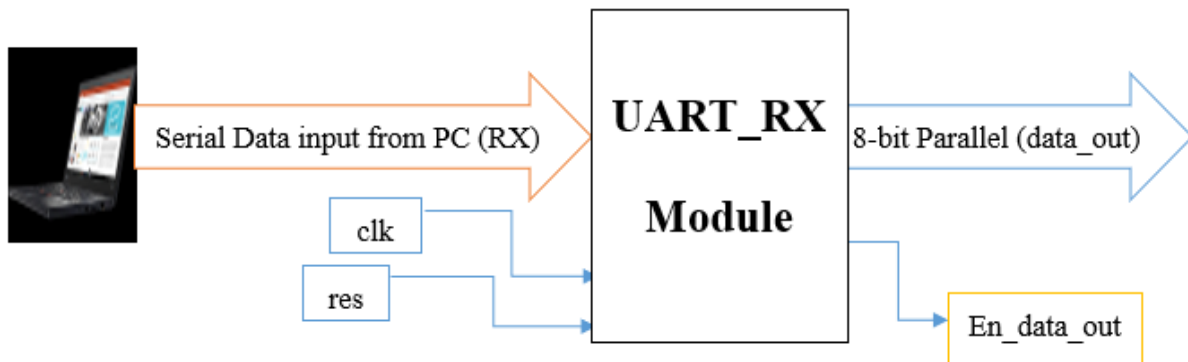 Serial Data input from PC (RX)
UART_RX
Module
8-bit Parallel (data_out)
clk
res
En_data_out